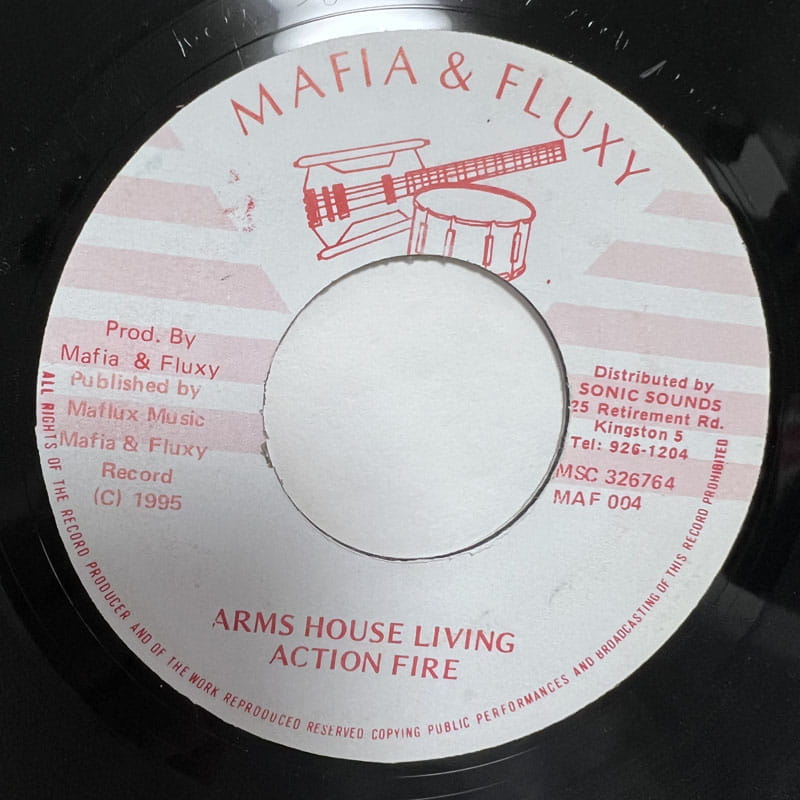 MAFIA & FLUXY
Prod. By
Mafia & Fluxy
Published by
Maflux Music
Mafia & Fluxy
Record
(C) 1995
Distributed by
SONIC SOUNDS
25 Retirement Rd.
Kingston 5
Tel: 926-1204
MSC 326764
MAF 004
ARMS HOUSE LIVING
ACTION FIRE
ALL RIGHTS OF THE RECORD PRODUCER AND OF THE WORK REPRODUCED RESERVED COPYING PUBLIC PERFORMANCES AND BROADCASTING OF THIS RECORD PROHIBITED